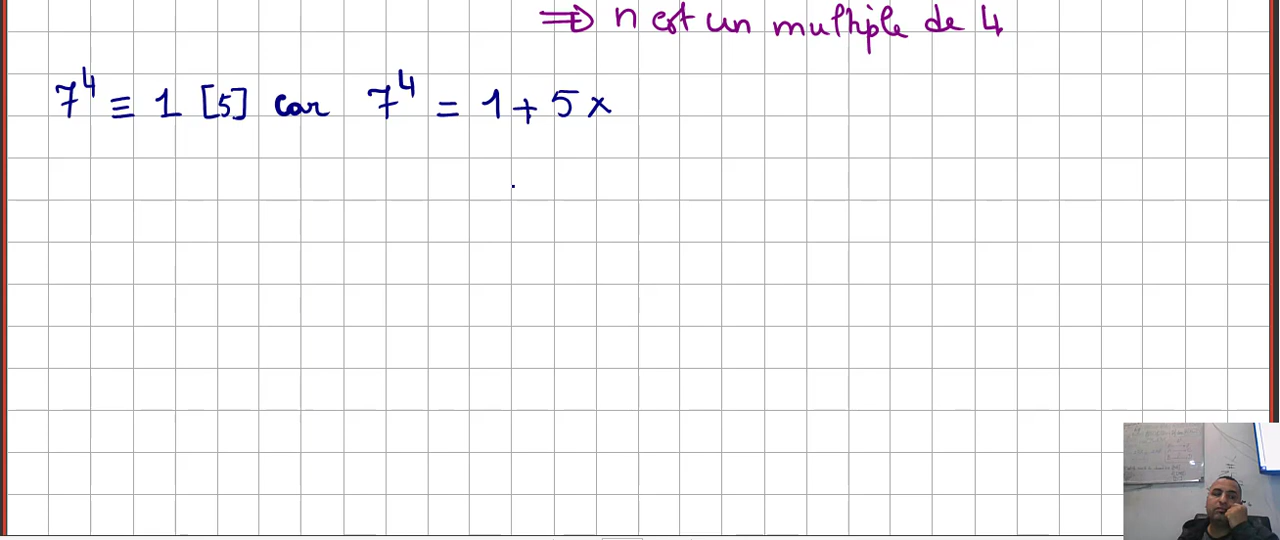 ⇒ n est un multiple de 4
7⁴ ≡ 1 [5] car 7⁴ = 1 + 5 ×